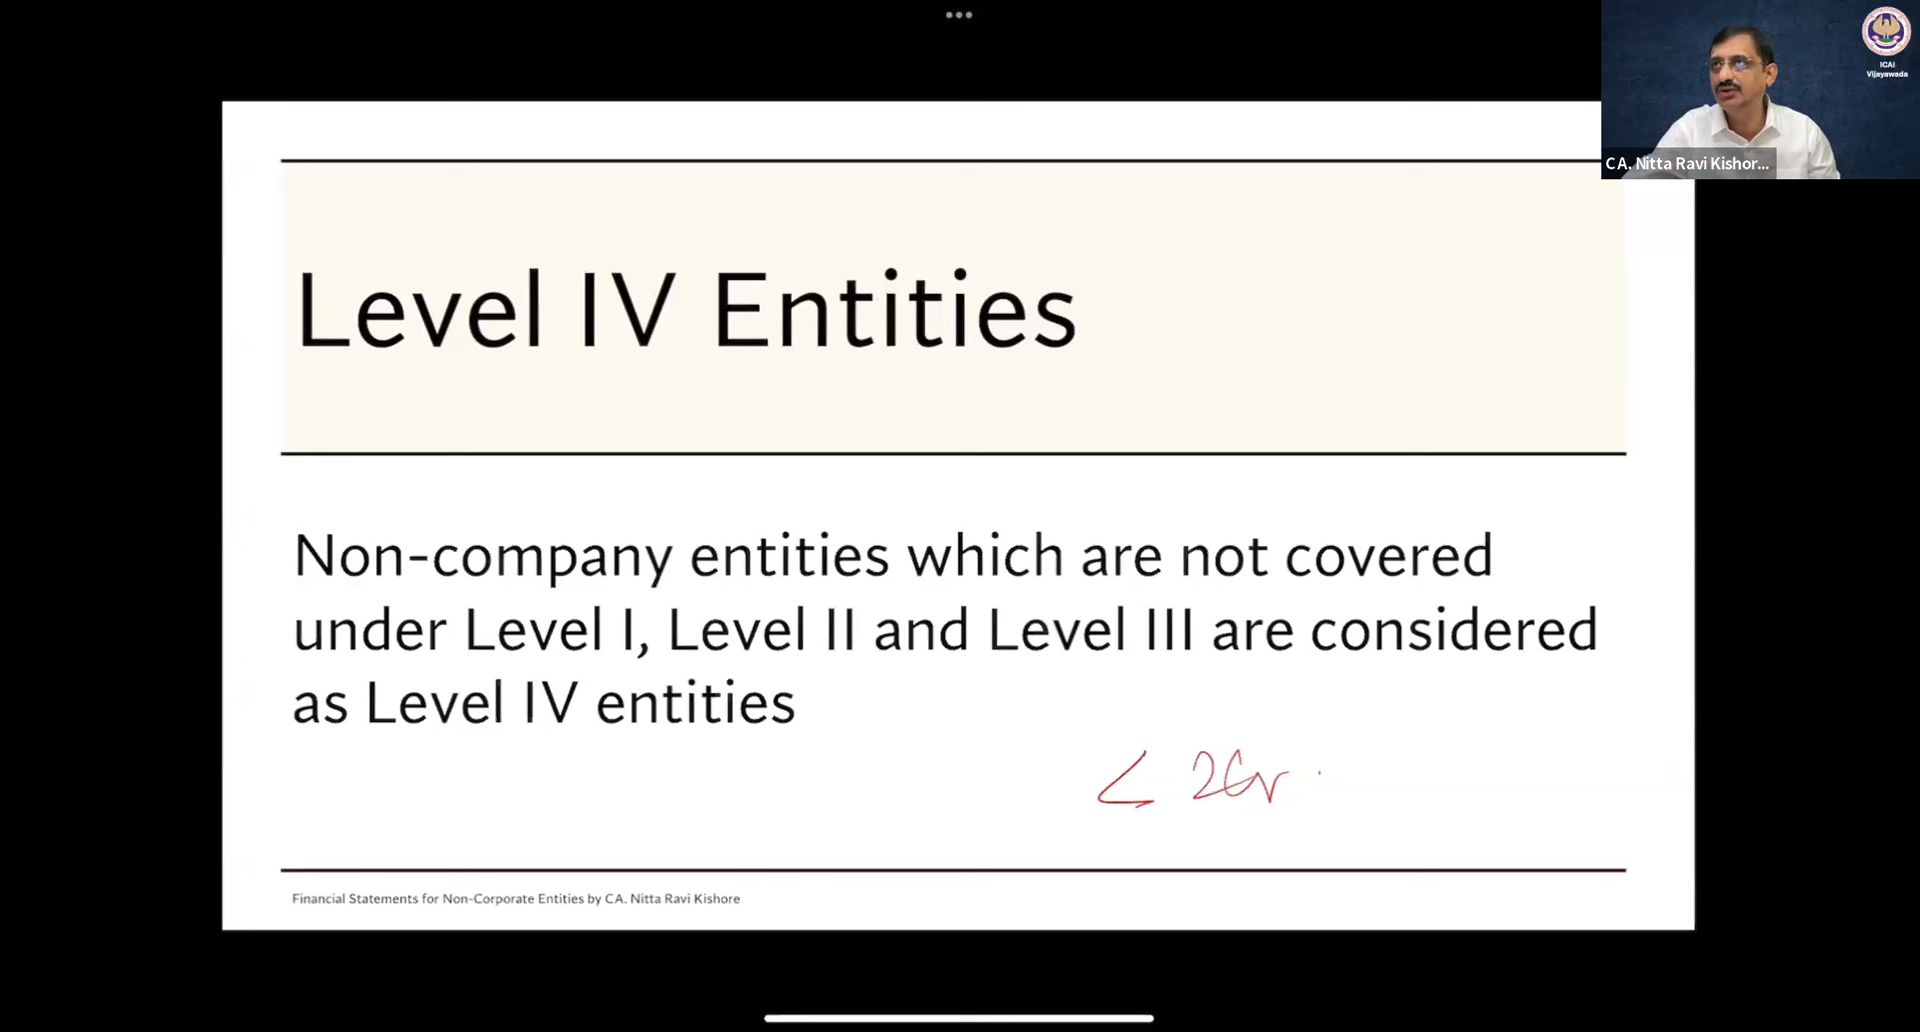 ICAI
Vijayawada
CA. Nitta Ravi Kishor...
Level IV Entities
Non-company entities which are not covered
under Level I, Level II and Level III are considered
as Level IV entities
< 2Cr
Financial Statements for Non-Corporate Entities by CA. Nitta Ravi Kishore